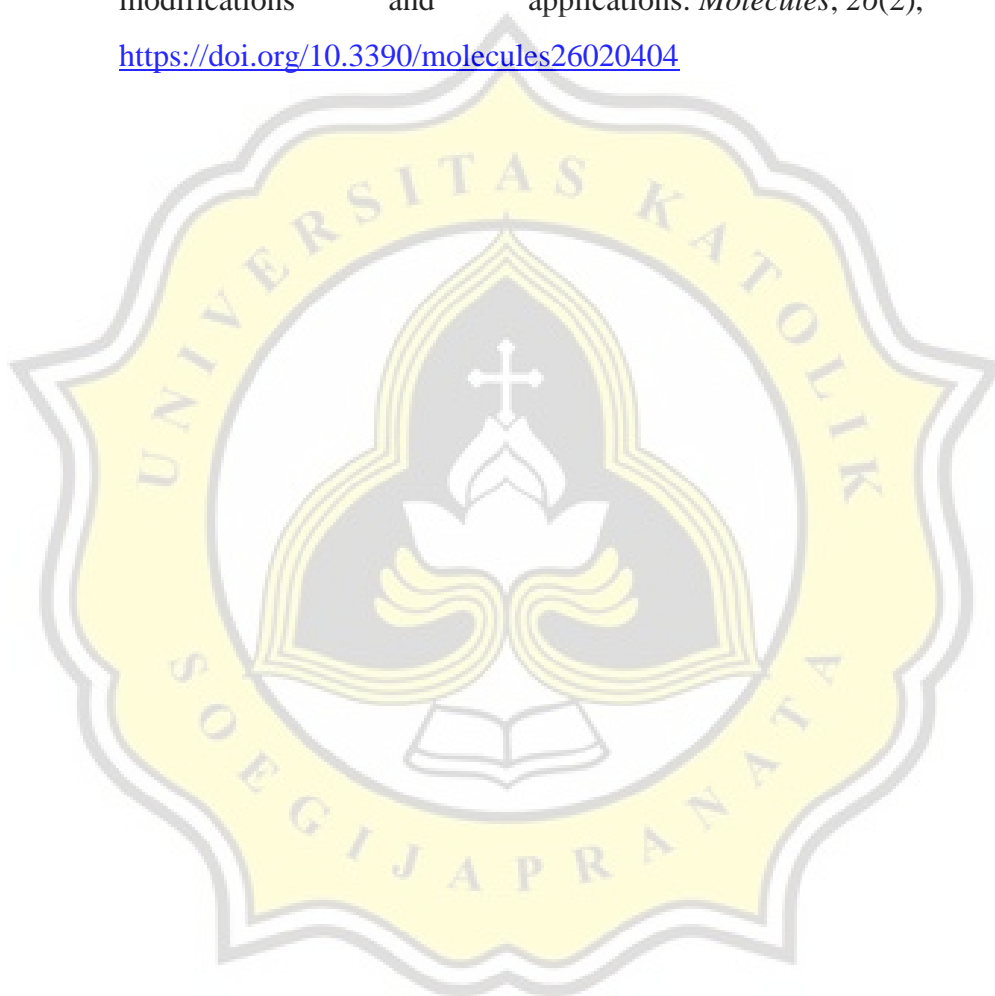 modifications and applications. Molecules, 26(2),
https://doi.org/10.3390/molecules26020404
UNIVERSITAS KATOLIK
SOEGIJAPRANATA